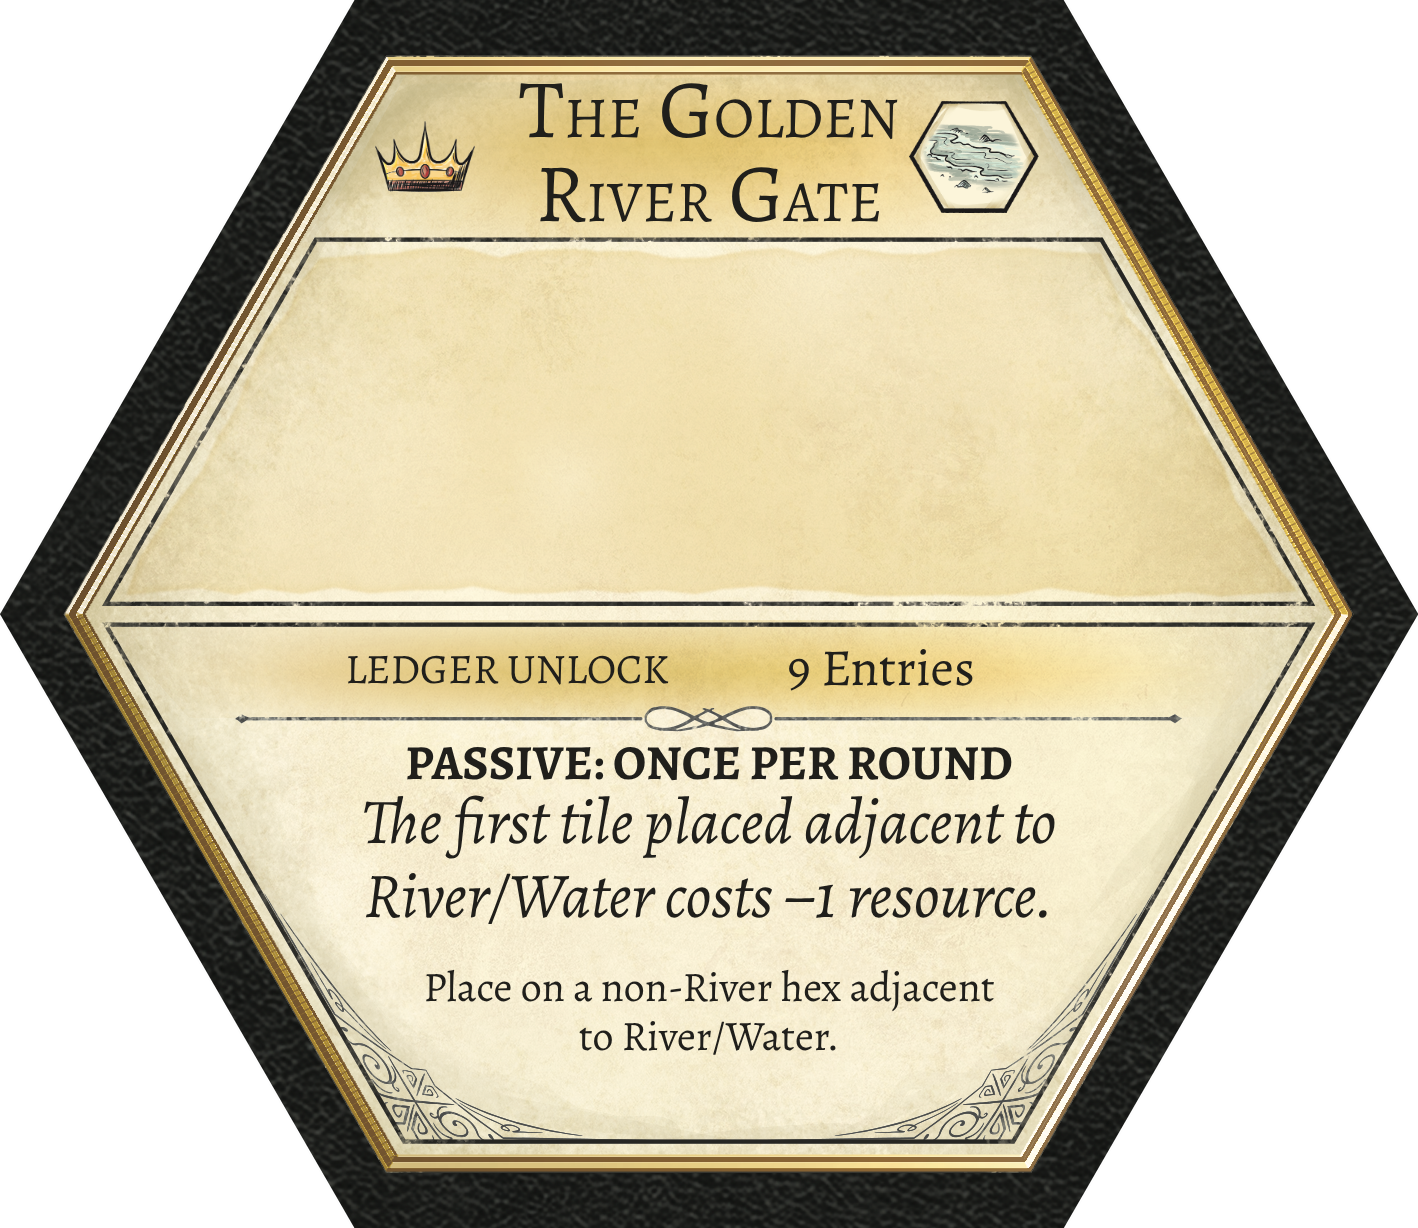 The Golden
River Gate
LEDGER UNLOCK 9 Entries
PASSIVE: ONCE PER ROUND
The first tile placed adjacent to
River/Water costs –1 resource.
Place on a non-River hex adjacent
to River/Water.